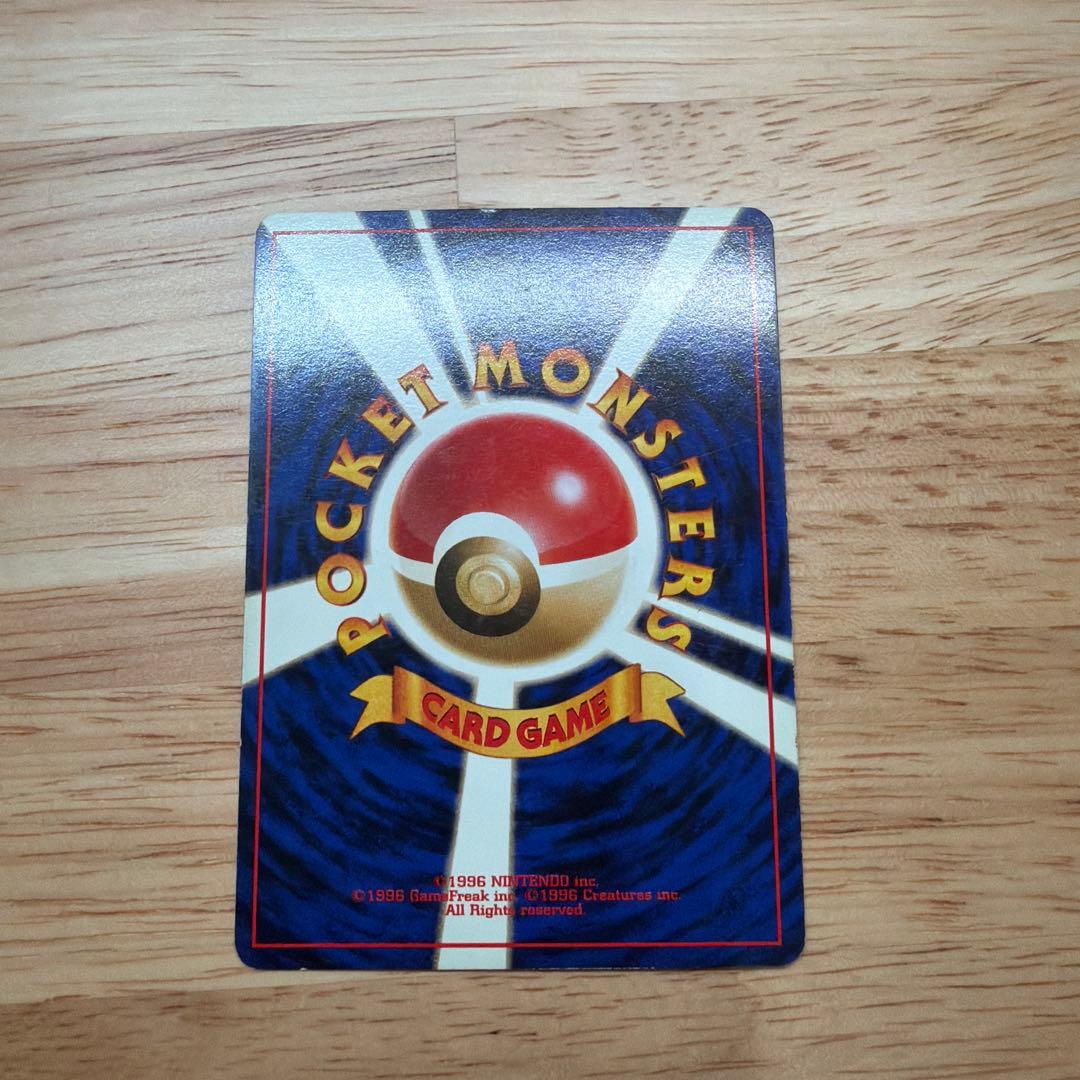 POCKET MONSTERS
CARD GAME
©1996 NINTENDO inc.
©1996 GameFreak inc. ©1996 Creatures inc.
All Rights reserved.